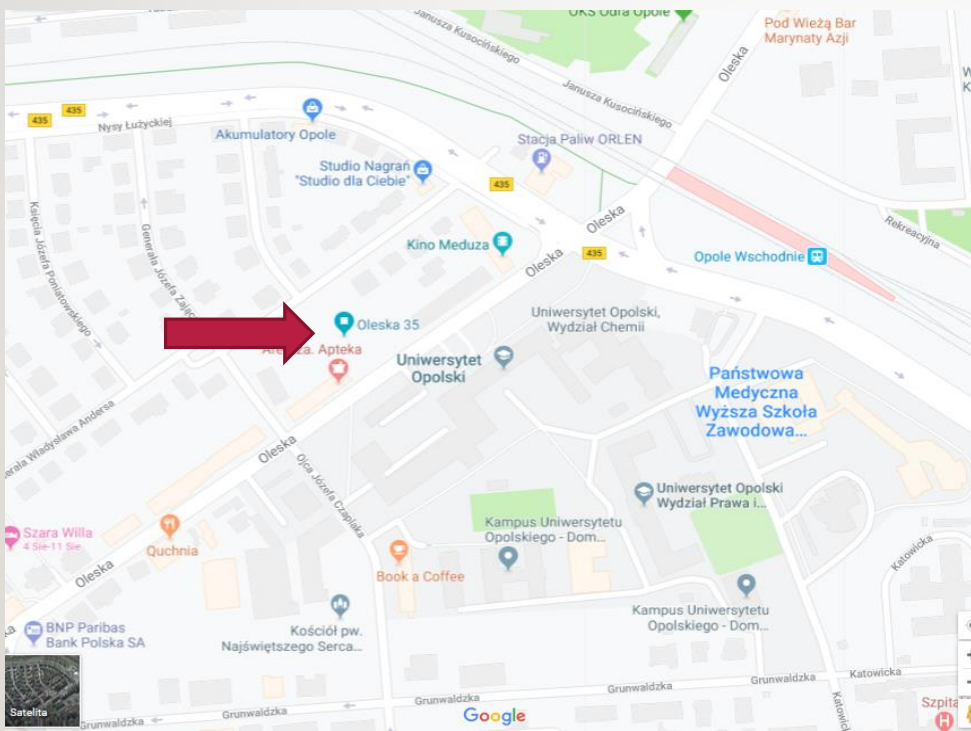 OKS Odra Opole
Pod Wieżą Bar
Marynaty Azji
Janusza Kusocińskiego
Oleska
Janusza Kusocińskiego
435
435
Nysy Łużyckiej
Akumulatory Opole
Stacja Paliw ORLEN
Studio Nagrań
"Studio dla Ciebie"
435
Księcia Józefa Poniatowskiego
Generała Józefa Zając
Oleska
Rekreacyjna
Kino Meduza
Oleska
435
Opole Wschodnie
Oleska 35
Uniwersytet Opolski,
Wydział Chemii
Apteka
Uniwersytet
Opolski
Państwowa
Medyczna
Wyższa Szkoła
Zawodowa...
Władysława Andersa
Oleska
Ojca Józefa Czaplaka
Uniwersytet Opolski
Wydział Prawa i...
Szara Willa
4 Sie-11 Sie
Quchnia
Kampus Uniwersytetu
Opolskiego - Dom...
Katowicka
Book a Coffee
Oleska
Kampus Uniwersytetu
Opolskiego - Dom...
BNP Paribas
Bank Polska SA
Kościół pw.
Najświętszego Serca...
Satelita
Grunwaldzka
Grunwaldzka
Grunwaldzka
Grunwaldzka
Grunwaldzka
Katowicka
Google